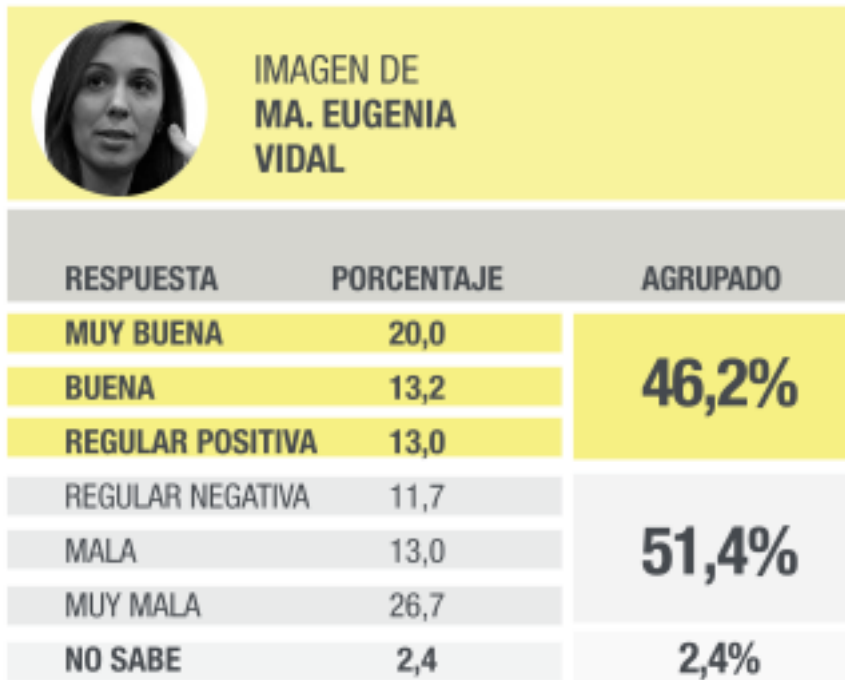 IMAGEN DE
MA. EUGENIA
VIDAL
RESPUESTA PORCENTAJE AGRUPADO
MUY BUENA 20,0
BUENA 13,2
46,2%
REGULAR POSITIVA 13,0
REGULAR NEGATIVA 11,7
MALA 13,0
51,4%
MUY MALA 26,7
NO SABE 2,4 2,4%